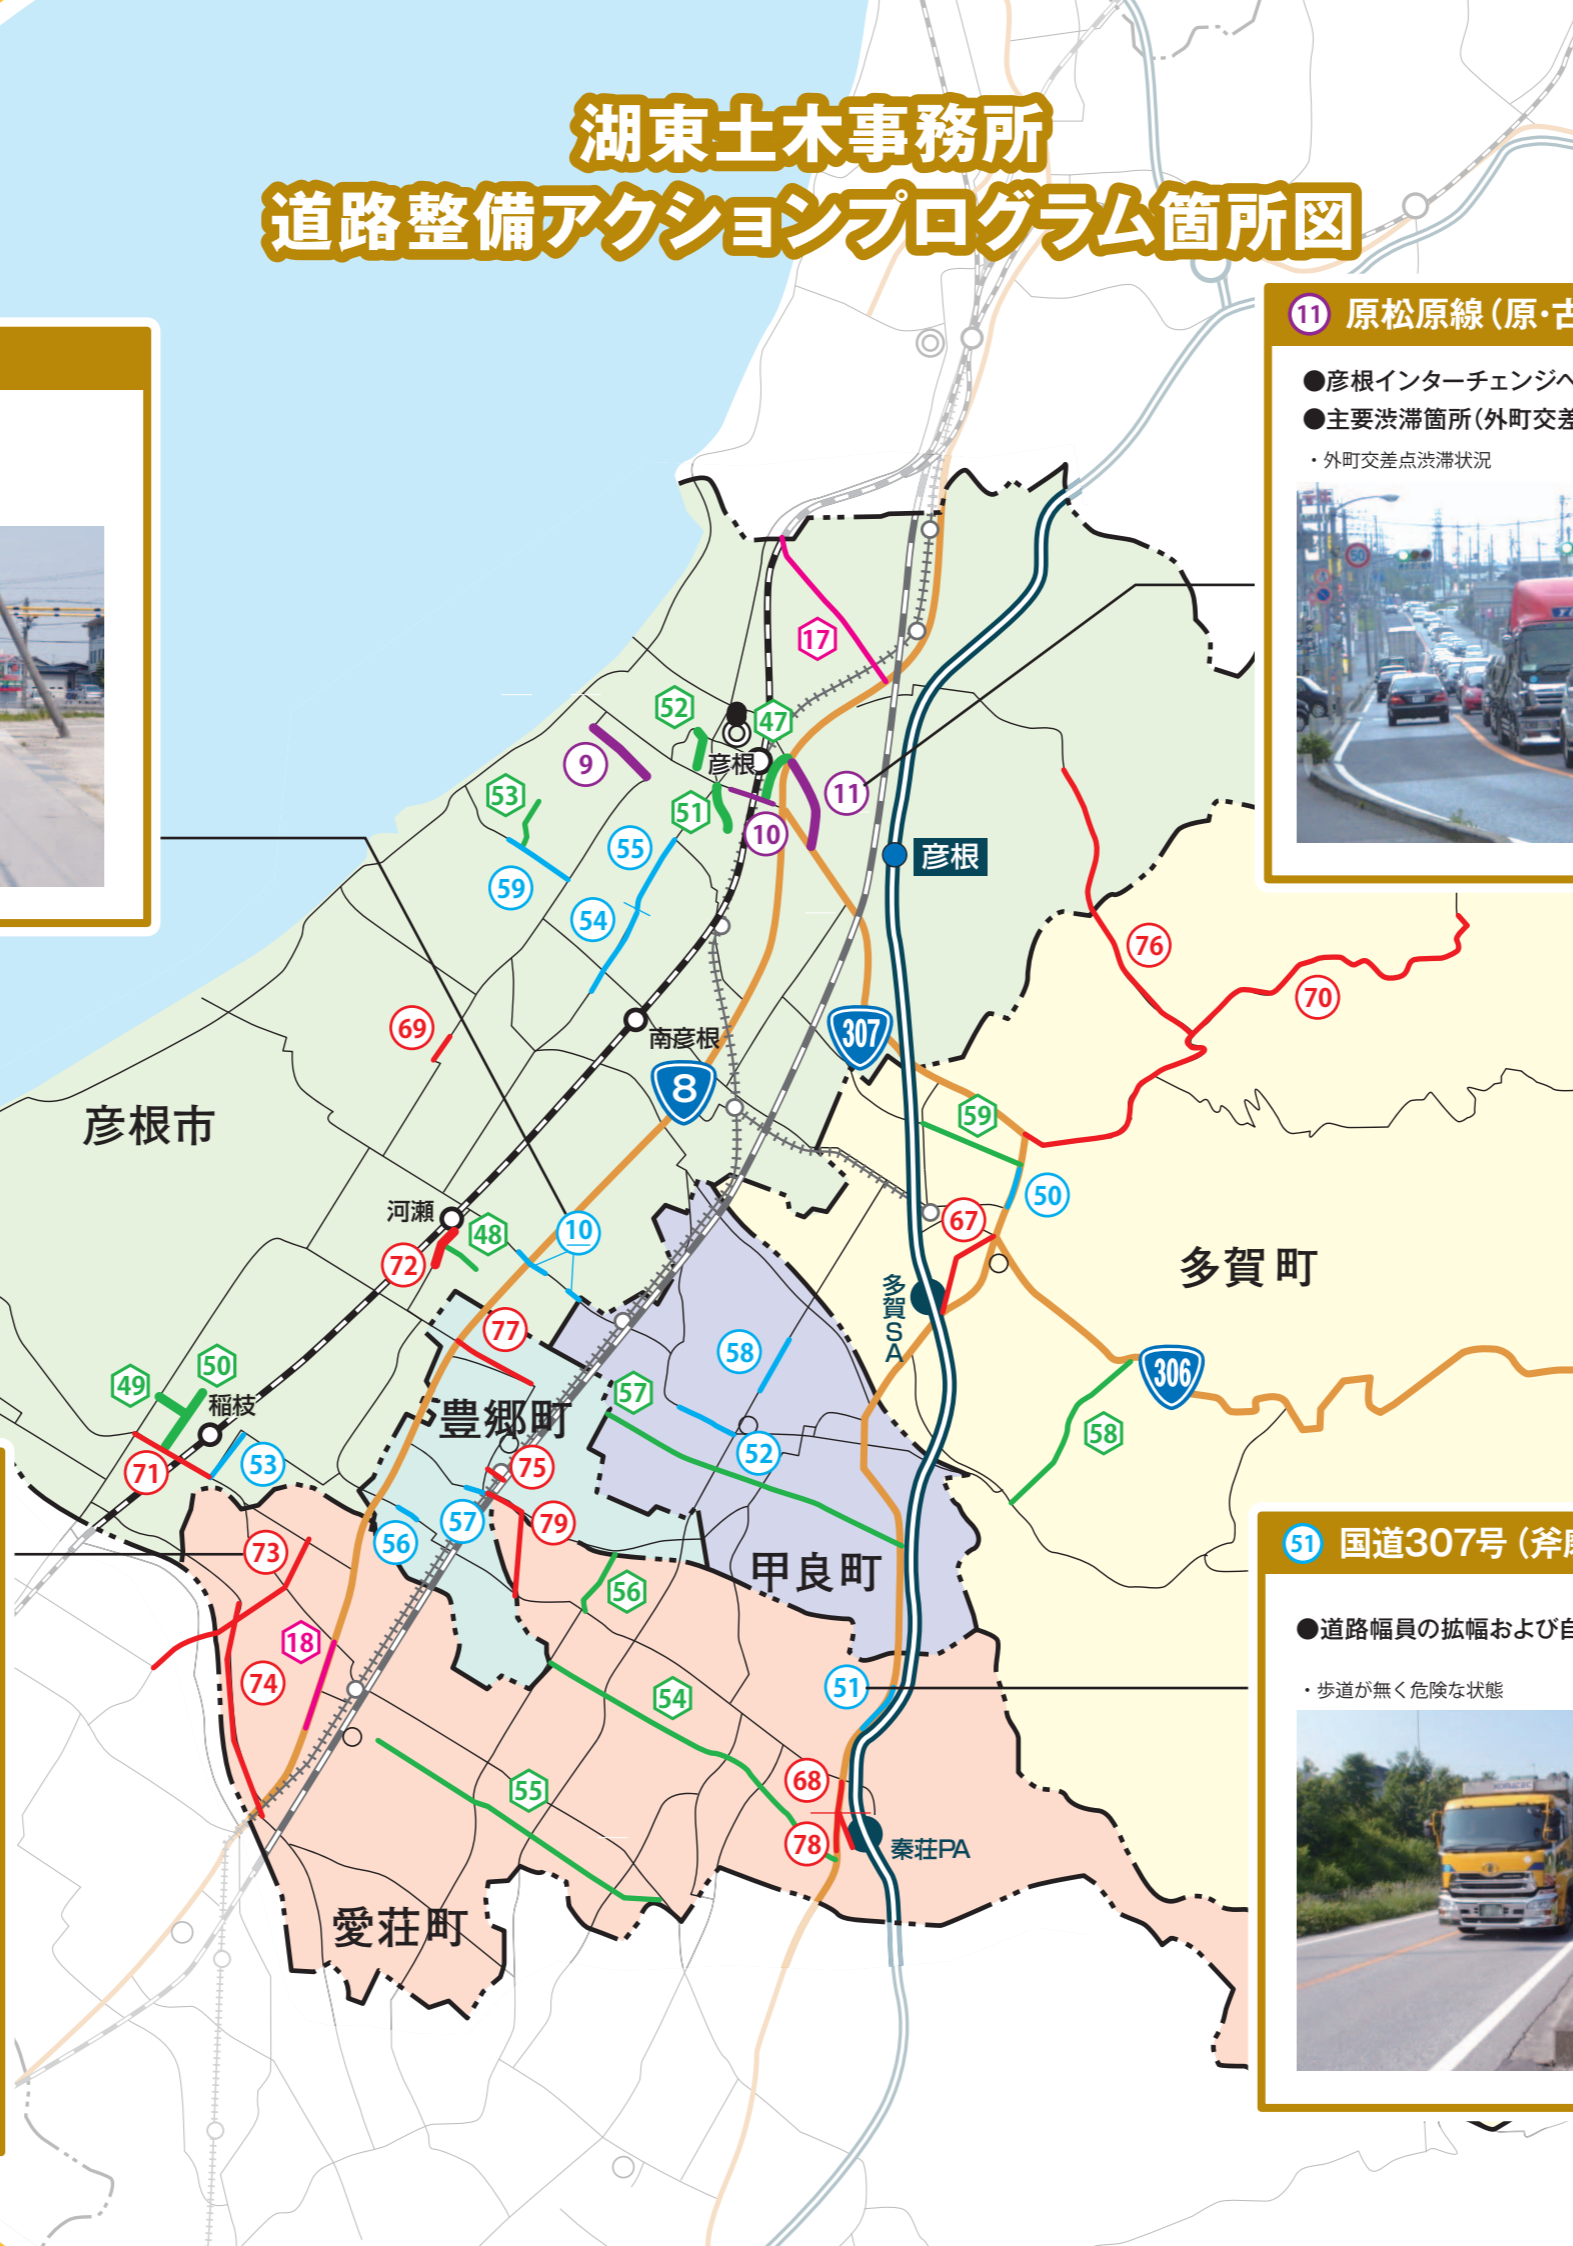 湖東土木事務所
道路整備アクションプログラム箇所図
11 原松原線（原・古
●彦根インターチェンジへ
●主要渋滞箇所（外町交差
・外町交差点渋滞状況
50
17
52
47
9
彦根
53
11
51
10
55
彦根
59
54
76
70
69
南彦根
307
8
彦根市
59
50
河瀬
48
10
67
72
多賀町
多賀SA
77
58
306
50
49
稲枝
57
豊郷町
58
52
71
53
75
57
79
56
73
甲良町
51 国道307号（斧磨
56
●道路幅員の拡幅および自
18
・歩道が無く危険な状態
74
54
51
68
55
78
秦荘PA
愛荘町